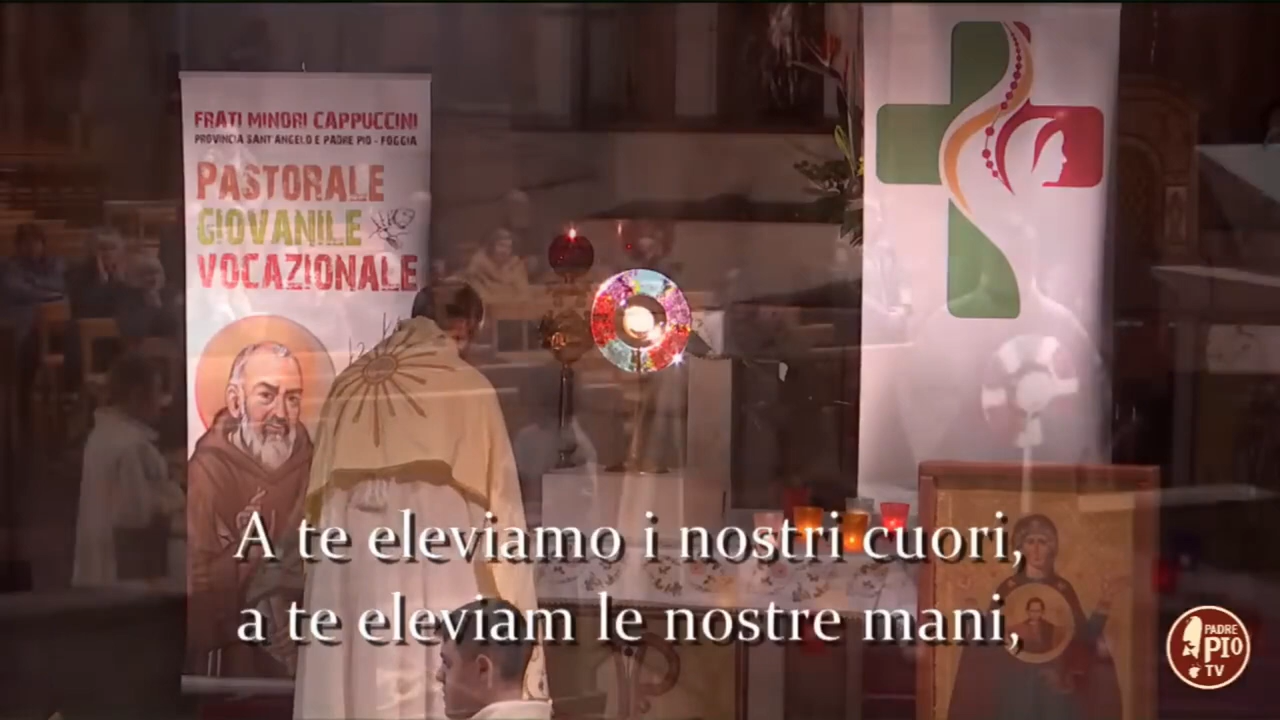 FRATI MINORI CAPPUCCINI
PROVINCIA SANT'ANGELO E PADRE PIO - FOGGIA
PASTORALE
GIOVANILE
VOCAZIONALE
A te eleviamo i nostri cuori,
a te eleviam le nostre mani,
PADRE
PIO
TV